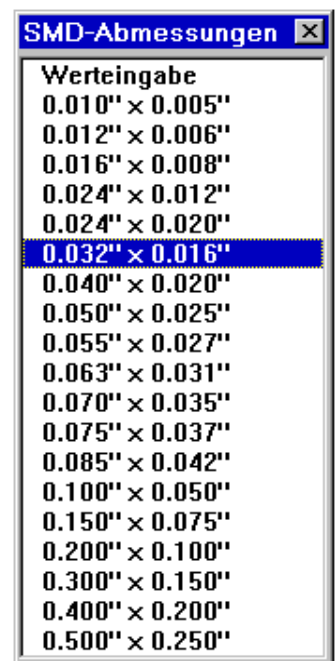 SMD-Abmessungen
Werteingabe
0.010" x 0.005"
0.012" x 0.006"
0.016" x 0.008"
0.024" x 0.012"
0.024" x 0.020"
0.032" x 0.016"
0.040" x 0.020"
0.050" x 0.025"
0.055" x 0.027"
0.063" x 0.031"
0.070" x 0.035"
0.075" x 0.037"
0.085" x 0.042"
0.100" x 0.050"
0.150" x 0.075"
0.200" x 0.100"
0.300" x 0.150"
0.400" x 0.200"
0.500" x 0.250"